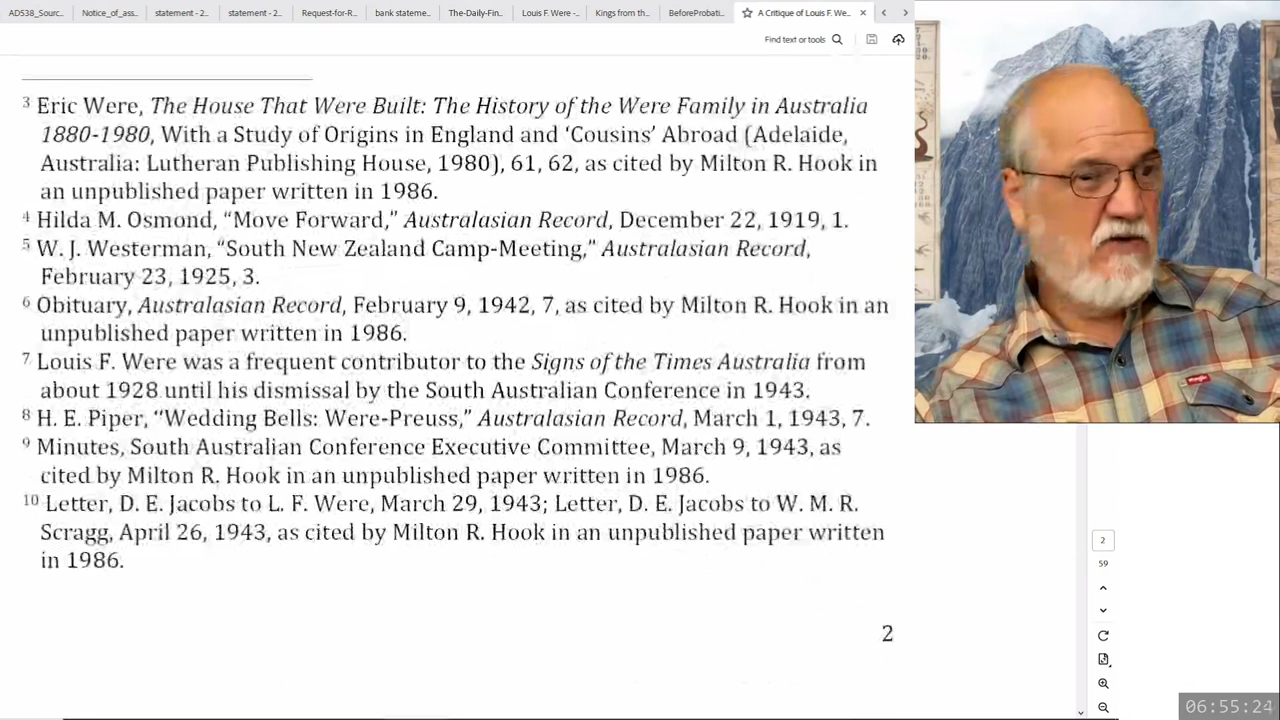 AD538_Sourc...
Notice_of_ass...
statement - 2...
statement - 2...
Request-for-R...
bank stateme...
The-Daily-Fin...
Louis F. Were -...
Kings from th...
BeforeProbati...
A Critique of Louis F. We...
Find text or tools
3 Eric Were, The House That Were Built: The History of the Were Family in Australia
1880-1980, With a Study of Origins in England and ‘Cousins’ Abroad (Adelaide,
Australia: Lutheran Publishing House, 1980), 61, 62, as cited by Milton R. Hook in
an unpublished paper written in 1986.
4 Hilda M. Osmond, “Move Forward,” Australasian Record, December 22, 1919, 1.
5 W. J. Westerman, “South New Zealand Camp-Meeting,” Australasian Record,
February 23, 1925, 3.
6 Obituary, Australasian Record, February 9, 1942, 7, as cited by Milton R. Hook in an
unpublished paper written in 1986.
7 Louis F. Were was a frequent contributor to the Signs of the Times Australia from
about 1928 until his dismissal by the South Australian Conference in 1943.
8 H. E. Piper, “Wedding Bells: Were-Preuss,” Australasian Record, March 1, 1943, 7.
9 Minutes, South Australian Conference Executive Committee, March 9, 1943, as
cited by Milton R. Hook in an unpublished paper written in 1986.
10 Letter, D. E. Jacobs to L. F. Were, March 29, 1943; Letter, D. E. Jacobs to W. M. R.
Scragg, April 26, 1943, as cited by Milton R. Hook in an unpublished paper written
in 1986.
2
2
59
Wrangler
06:55:24